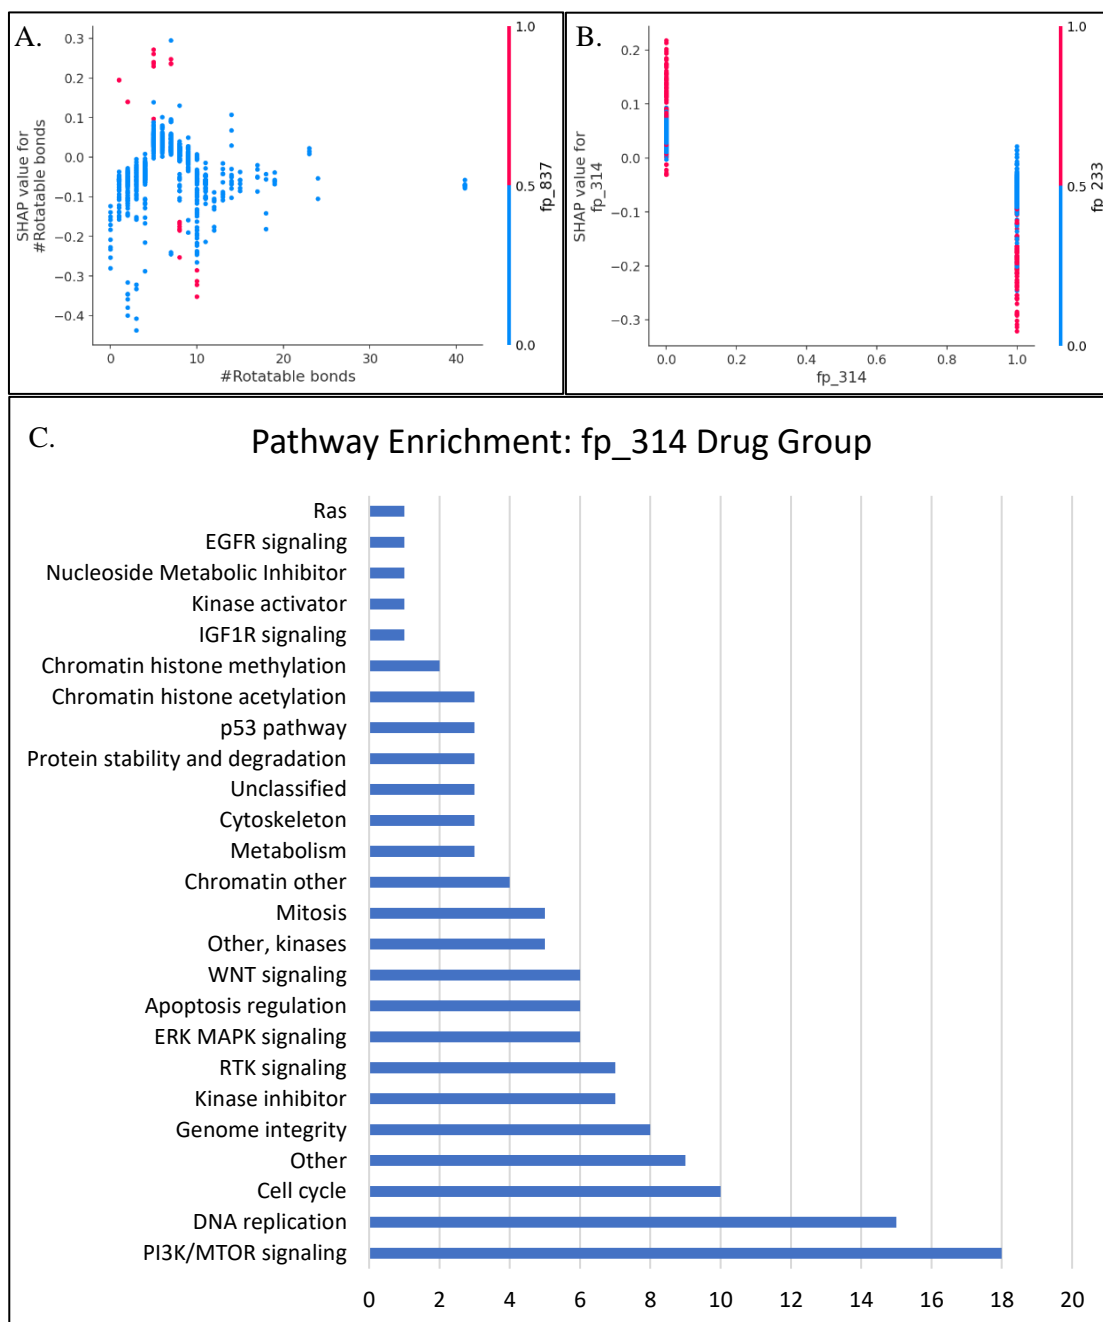 A.
0.3
0.2
0.1
0.0
−0.1
−0.2
−0.3
−0.4
SHAP value for
#Rotatable bonds
0
10
20
30
40
#Rotatable bonds
1.0
0.5
0.0
fp_837
B.
0.2
0.1
0.0
−0.1
−0.2
−0.3
SHAP value for
fp_314
0.0
0.2
0.4
0.6
0.8
1.0
fp_314
1.0
0.5
0.0
fp_233
C.
Pathway Enrichment: fp_314 Drug Group
Ras
EGFR signaling
Nucleoside Metabolic Inhibitor
Kinase activator
IGF1R signaling
Chromatin histone methylation
Chromatin histone acetylation
p53 pathway
Protein stability and degradation
Unclassified
Cytoskeleton
Metabolism
Chromatin other
Mitosis
Other, kinases
WNT signaling
Apoptosis regulation
ERK MAPK signaling
RTK signaling
Kinase inhibitor
Genome integrity
Other
Cell cycle
DNA replication
PI3K/MTOR signaling
0 2 4 6 8 10 12 14 16 18 20